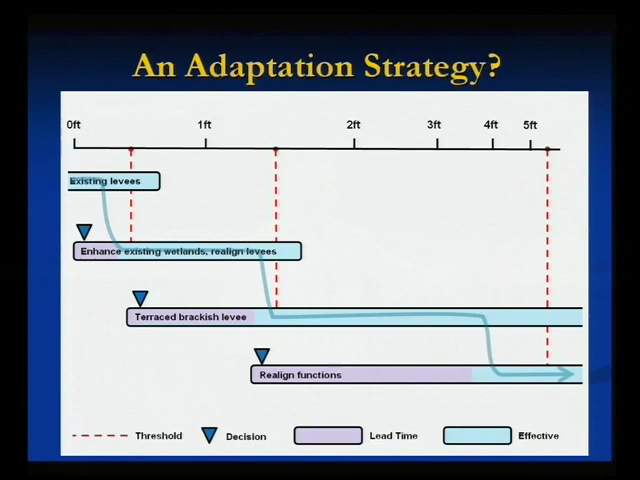 An Adaptation Strategy?
0ft 1ft 2ft 3ft 4ft 5ft
Existing levees
Enhance existing wetlands, realign levees
Terraced brackish levee
Realign functions
Threshold Decision Lead Time Effective